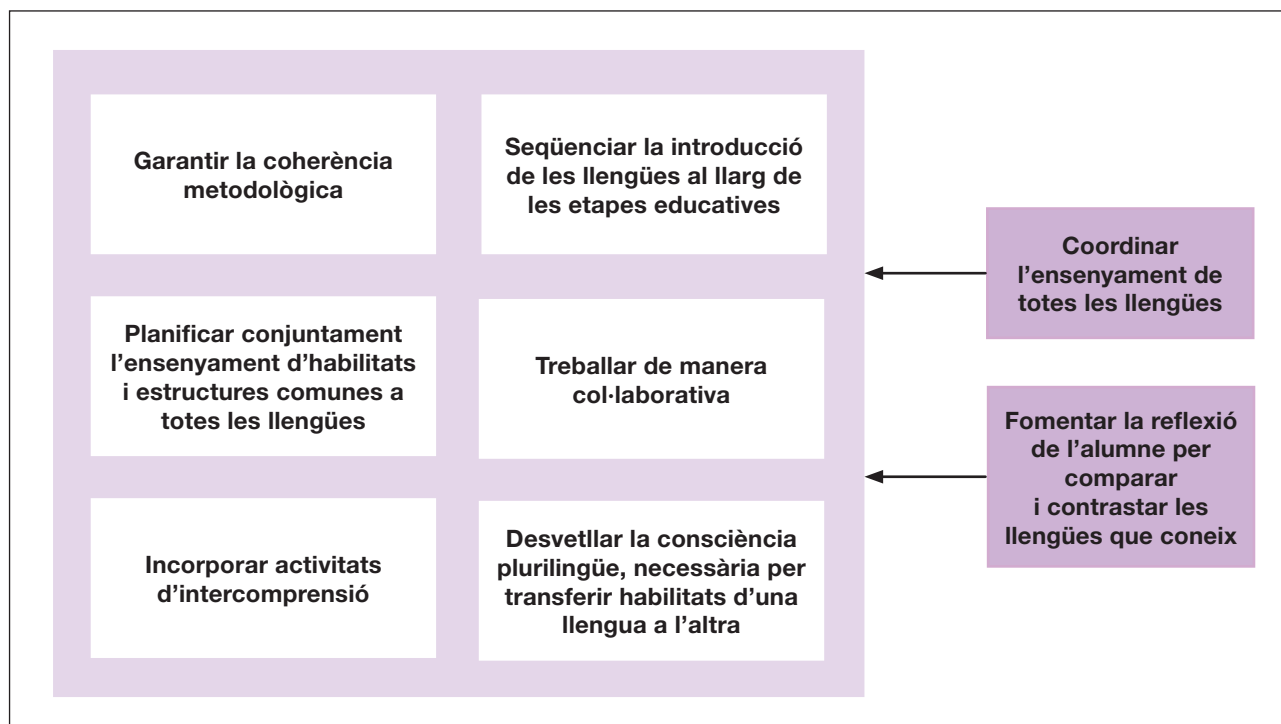 Garantir la coherència
metodològica
Seqüenciar la introducció
de les llengües al llarg de
les etapes educatives
Planificar conjuntament
l’ensenyament d’habilitats
i estructures comunes a
totes les llengües
Treballar de manera
col·laborativa
Incorporar activitats
d’intercomprensió
Desvetllar la consciència
plurilingüe, necessària per
transferir habilitats d’una
llengua a l’altra
Coordinar
l’ensenyament de
totes les llengües
Fomentar la reflexió
de l’alumne per
comparar
i contrastar les
llengües que coneix